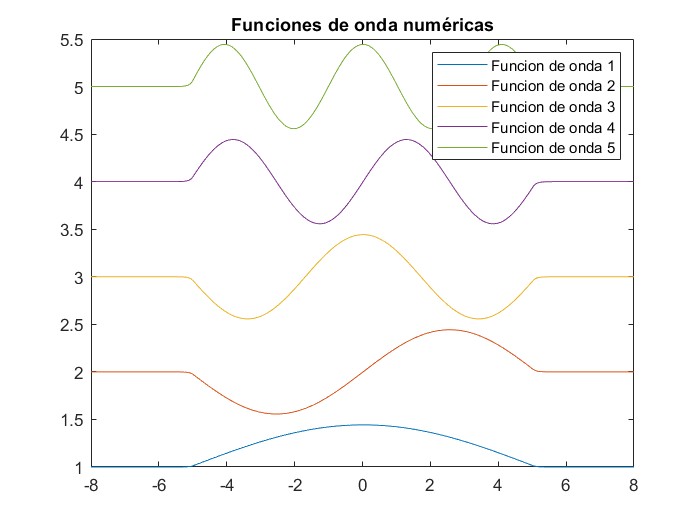 Funciones de onda numéricas
5.5
Funcion de onda 1
Funcion de onda 2
Funcion de onda 3
Funcion de onda 4
Funcion de onda 5
5
4.5
4
3.5
3
2.5
2
1.5
1
-8 -6 -4 -2 0 2 4 6 8